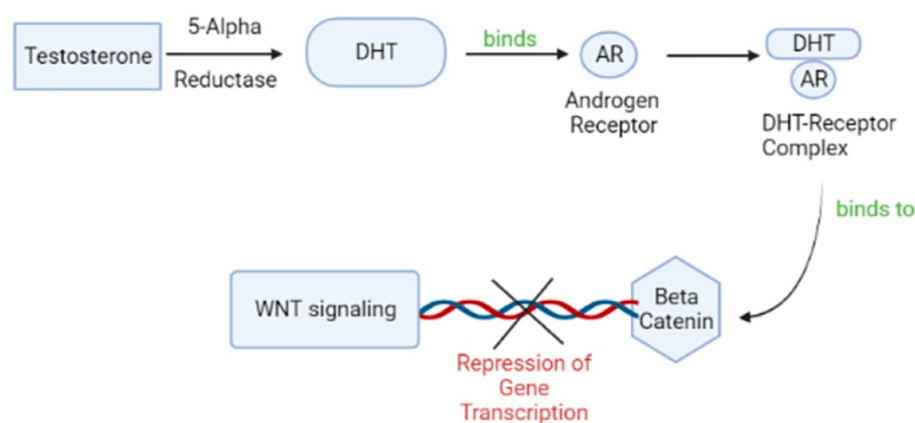 5-Alpha
Reductase
Testosterone
DHT
binds
AR
Androgen
Receptor
DHT
AR
DHT-Receptor
Complex
binds to
WNT signaling
Beta
Catenin
Repression of
Gene
Transcription